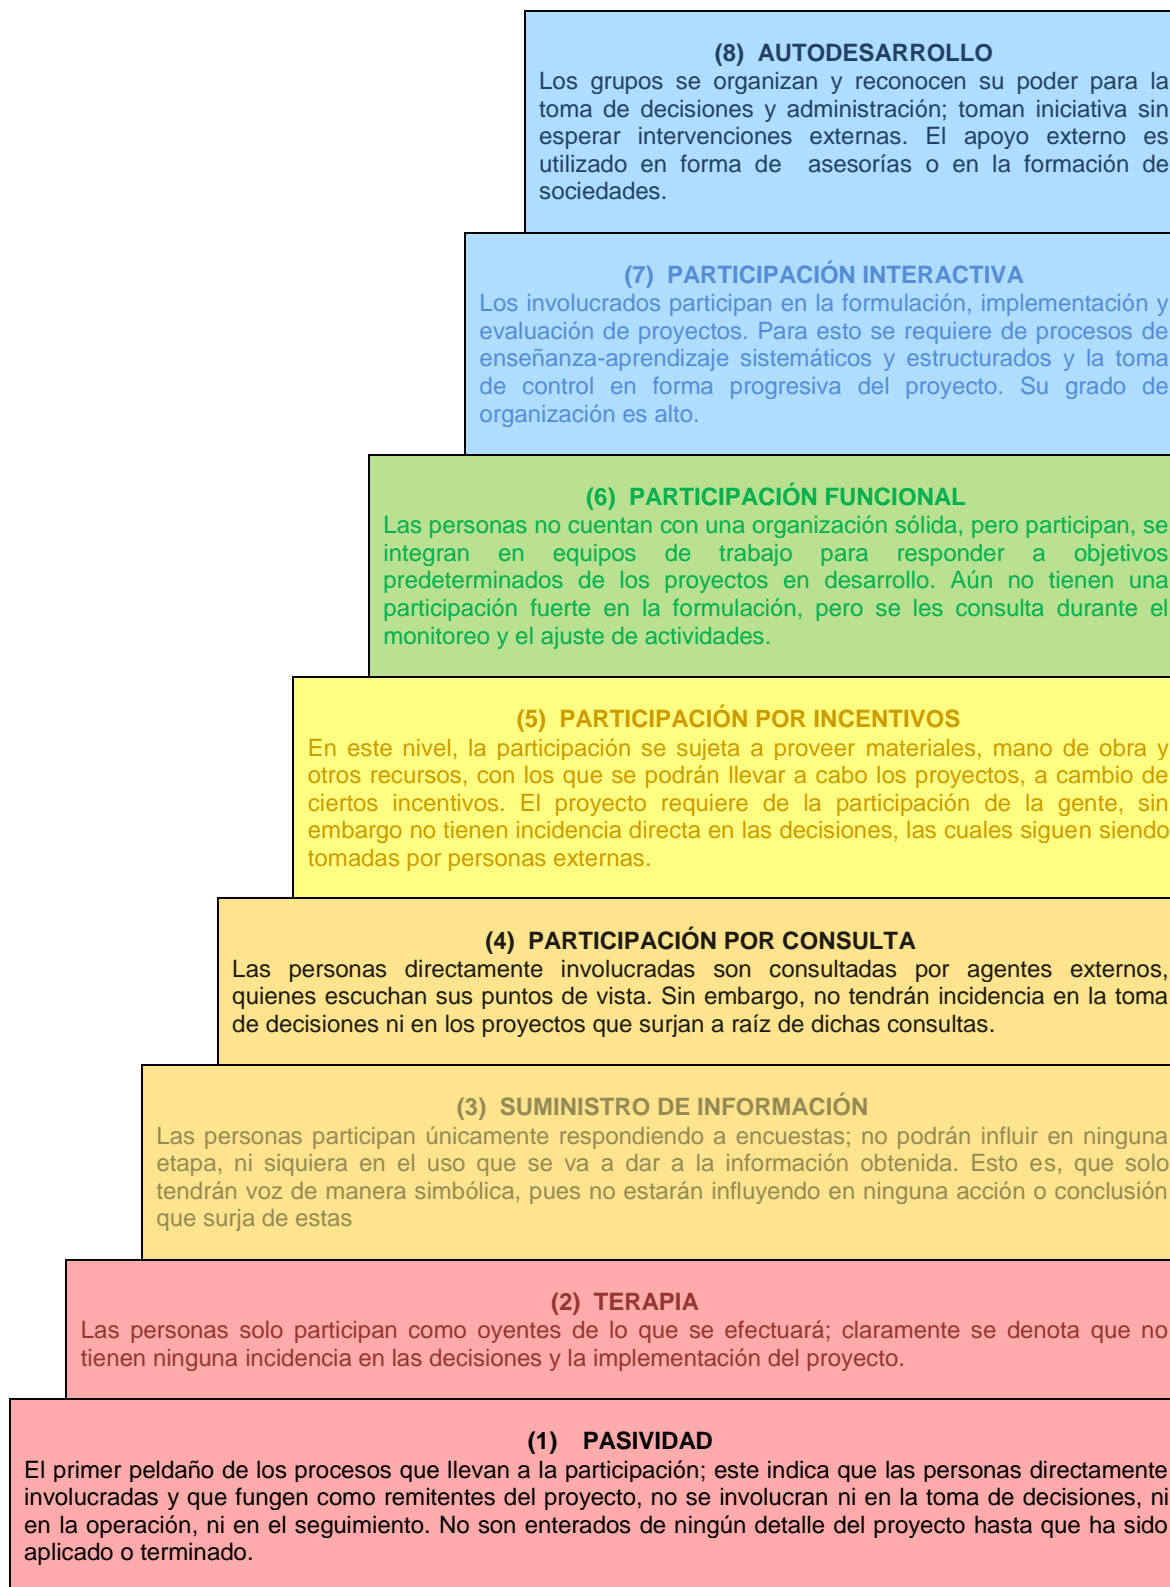 (8) AUTODESARROLLO
Los grupos se organizan y reconocen su poder para la
toma de decisiones y administración; toman iniciativa sin
esperar intervenciones externas. El apoyo externo es
utilizado en forma de asesorías o en la formación de
sociedades.
(7) PARTICIPACIÓN INTERACTIVA
Los involucrados participan en la formulación, implementación y
evaluación de proyectos. Para esto se requiere de procesos de
enseñanza-aprendizaje sistemáticos y estructurados y la toma
de control en forma progresiva del proyecto. Su grado de
organización es alto.
(6) PARTICIPACIÓN FUNCIONAL
Las personas no cuentan con una organización sólida, pero participan, se
integran en equipos de trabajo para responder a objetivos
predeterminados de los proyectos en desarrollo. Aún no tienen una
participación fuerte en la formulación, pero se les consulta durante el
monitoreo y el ajuste de actividades.
(5) PARTICIPACIÓN POR INCENTIVOS
En este nivel, la participación se sujeta a proveer materiales, mano de obra y
otros recursos, con los que se podrán llevar a cabo los proyectos, a cambio de
ciertos incentivos. El proyecto requiere de la participación de la gente, sin
embargo no tienen incidencia directa en las decisiones, las cuales siguen siendo
tomadas por personas externas.
(4) PARTICIPACIÓN POR CONSULTA
Las personas directamente involucradas son consultadas por agentes externos,
quienes escuchan sus puntos de vista. Sin embargo, no tendrán incidencia en la toma
de decisiones ni en los proyectos que surjan a raíz de dichas consultas.
(3) SUMINISTRO DE INFORMACIÓN
Las personas participan únicamente respondiendo a encuestas; no podrán influir en ninguna
etapa, ni siquiera en el uso que se va a dar a la información obtenida. Esto es, que solo
tendrán voz de manera simbólica, pues no estarán influyendo en ninguna acción o conclusión
que surja de estas
(2) TERAPIA
Las personas solo participan como oyentes de lo que se efectuará; claramente se denota que no
tienen ninguna incidencia en las decisiones y la implementación del proyecto.
(1) PASIVIDAD
El primer peldaño de los procesos que llevan a la participación; este indica que las personas directamente
involucradas y que fungen como remitentes del proyecto, no se involucran ni en la toma de decisiones, ni
en la operación, ni en el seguimiento. No son enterados de ningún detalle del proyecto hasta que ha sido
aplicado o terminado.